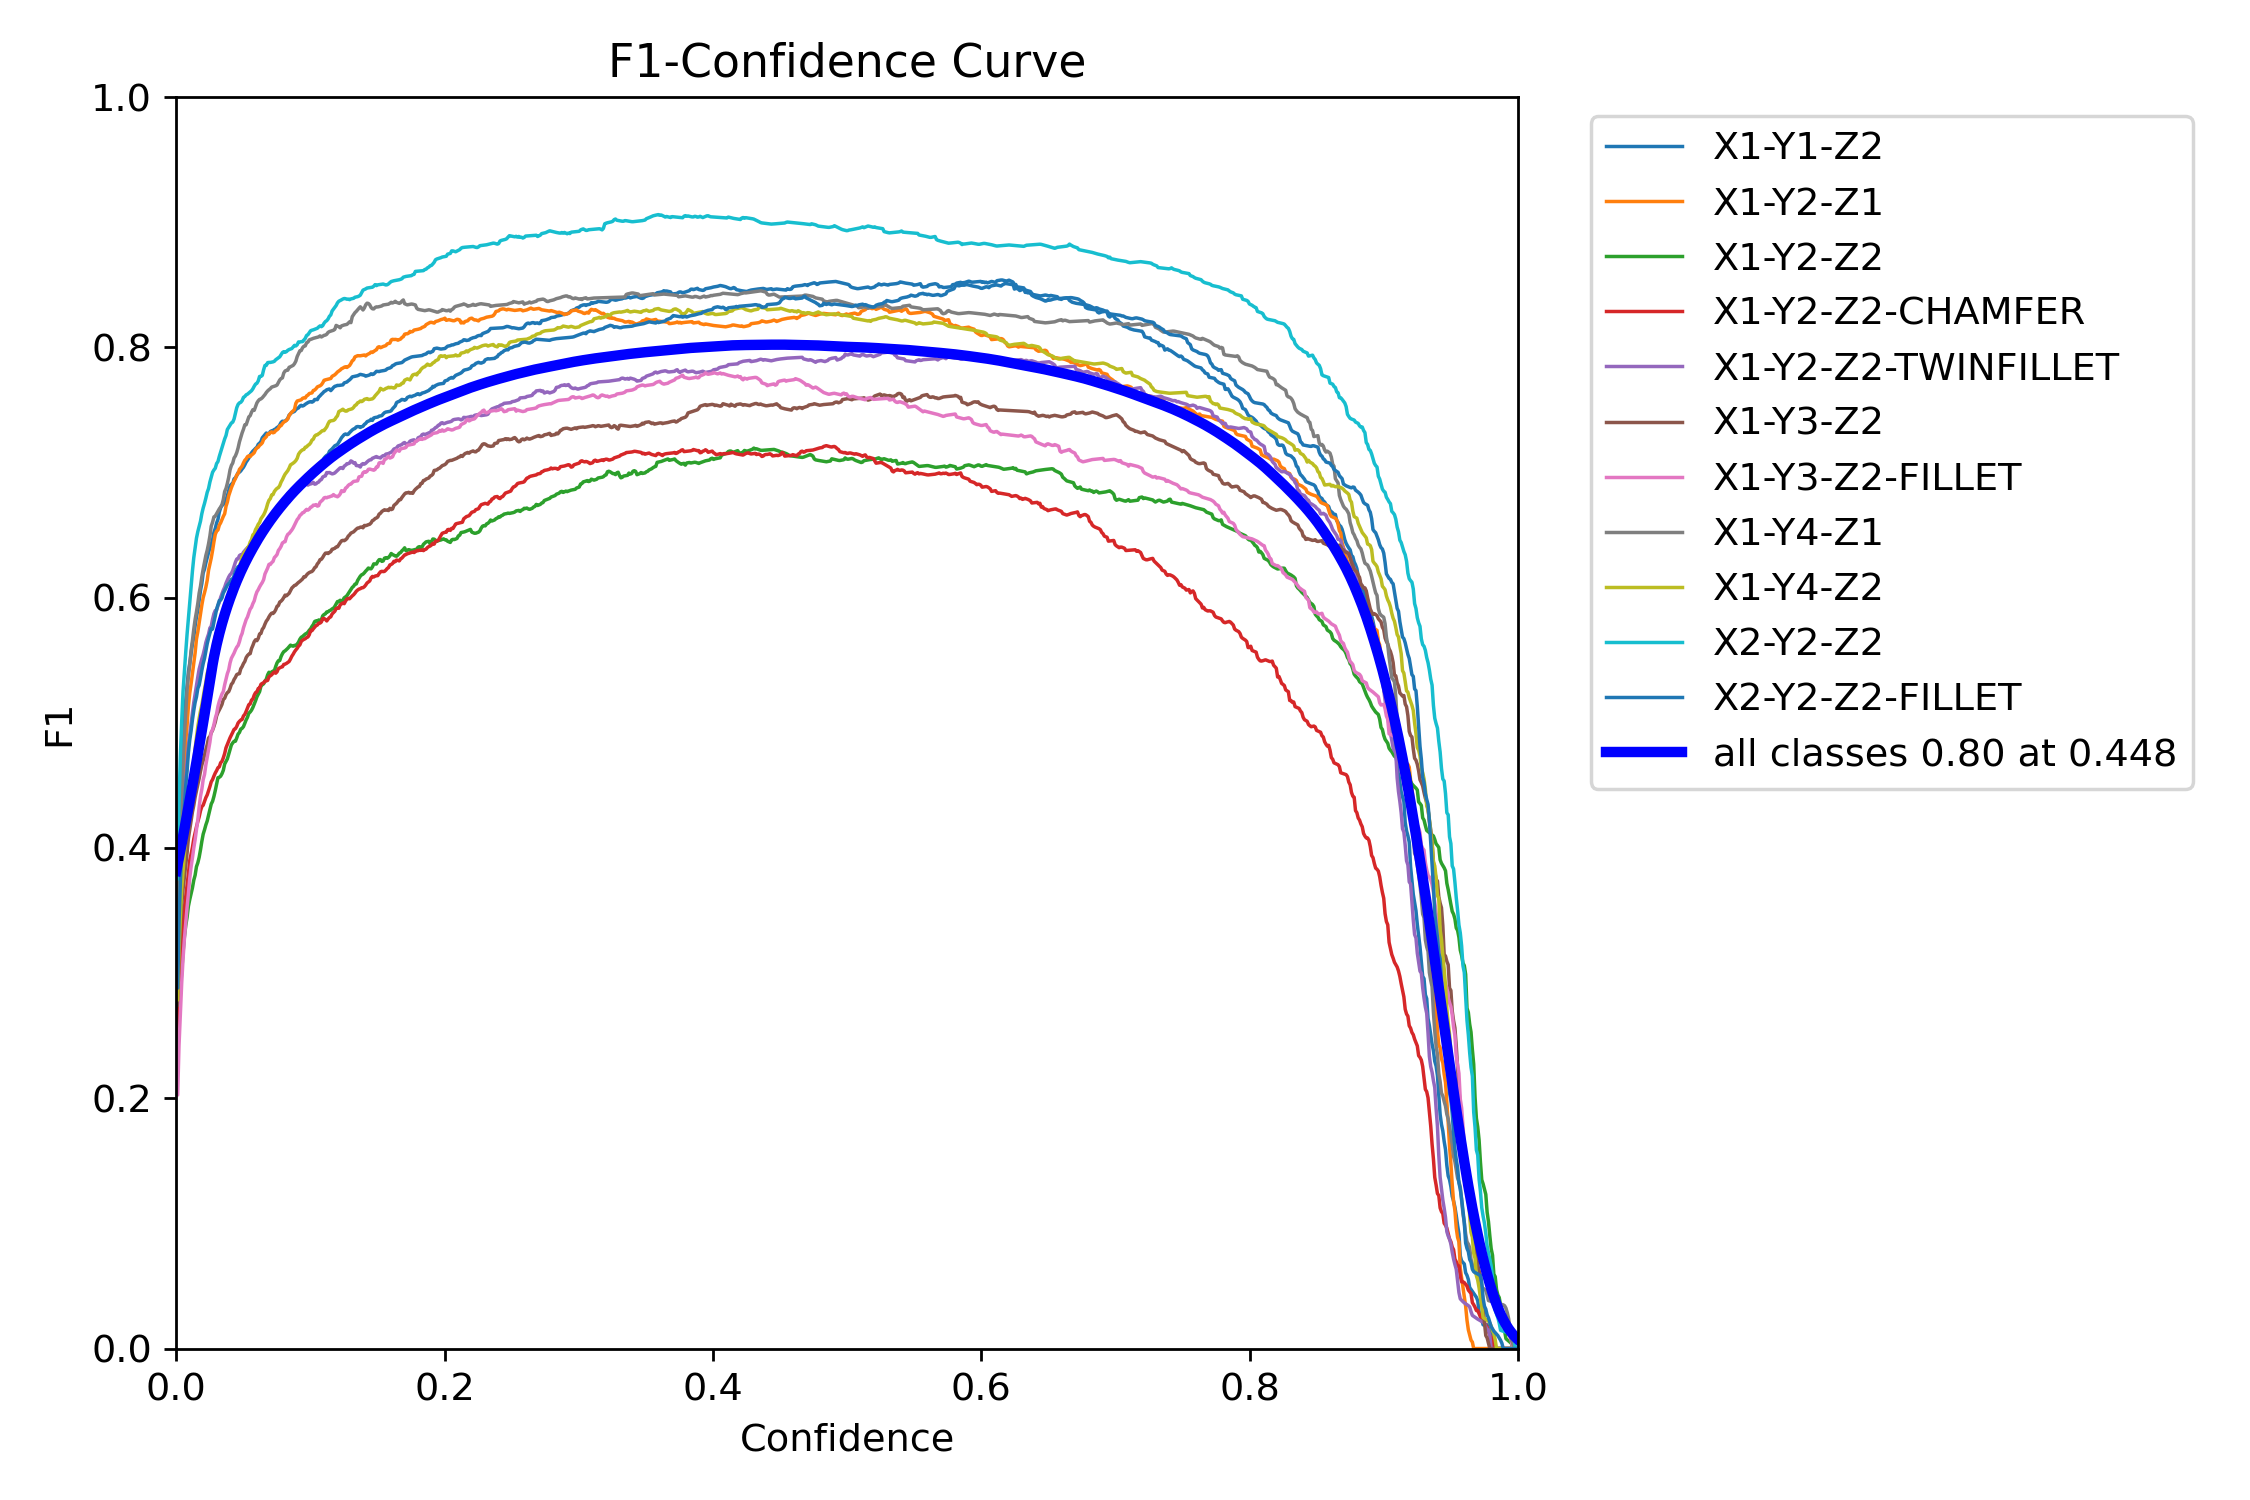 F1-Confidence Curve
1.0
0.8
0.6
0.4
0.2
0.0
F1
0.0 0.2 0.4 0.6 0.8 1.0
Confidence
X1-Y1-Z2
X1-Y2-Z1
X1-Y2-Z2
X1-Y2-Z2-CHAMFER
X1-Y2-Z2-TWINFILLET
X1-Y3-Z2
X1-Y3-Z2-FILLET
X1-Y4-Z1
X1-Y4-Z2
X2-Y2-Z2
X2-Y2-Z2-FILLET
all classes 0.80 at 0.448